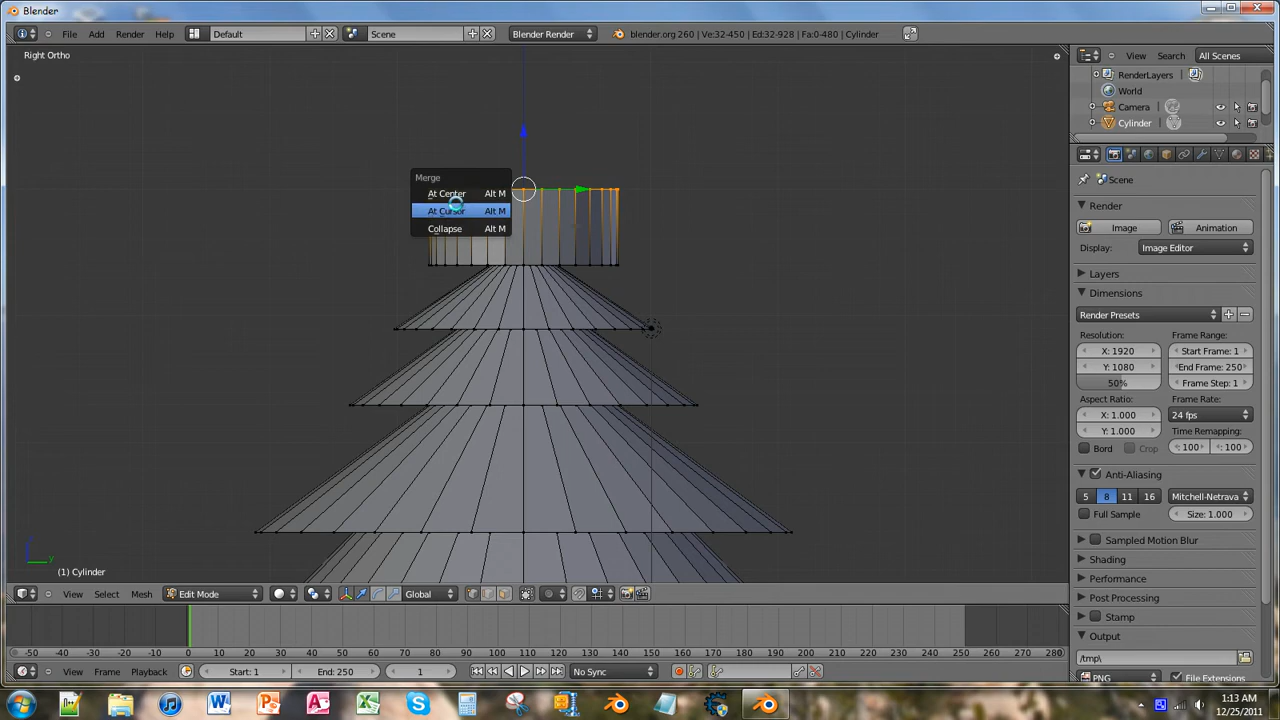 Blender
File Add Render Help Default Scene Blender Render blender.org 260 | Ve:32-450 | Ed:32-928 | Fa:0-480 | Cylinder
View Search All Scenes
Right Ortho
RenderLayers
World
Camera
Cylinder
Merge
At Center Alt M
At Cursor Alt M
Collapse Alt M
Scene
Render
Image Animation
Display: Image Editor
Layers
Dimensions
Render Presets
Resolution: Frame Range:
X: 1920 Start Frame: 1
Y: 1080 End Frame: 250
50% Frame Step: 1
Aspect Ratio: Frame Rate:
X: 1.000 24 fps
Y: 1.000 Time Remapping:
Bord Crop :100 :100
Anti-Aliasing
5 8 11 16 Mitchell-Netrava
Full Sample Size: 1.000
Sampled Motion Blur
Shading
Performance
Post Processing
Stamp
Output
/tmp\
PNG File Extensions
z
y
(1) Cylinder
View Select Mesh Edit Mode Global
-50 -40 -30 -20 -10 0 10 20 30 40 50 60 70 80 90 100 110 120 130 140 150 160 170 180 190 200 210 220 230 240 250 260 270 280
View Frame Playback Start: 1 End: 250 1 No Sync
1:13 AM
12/25/2011